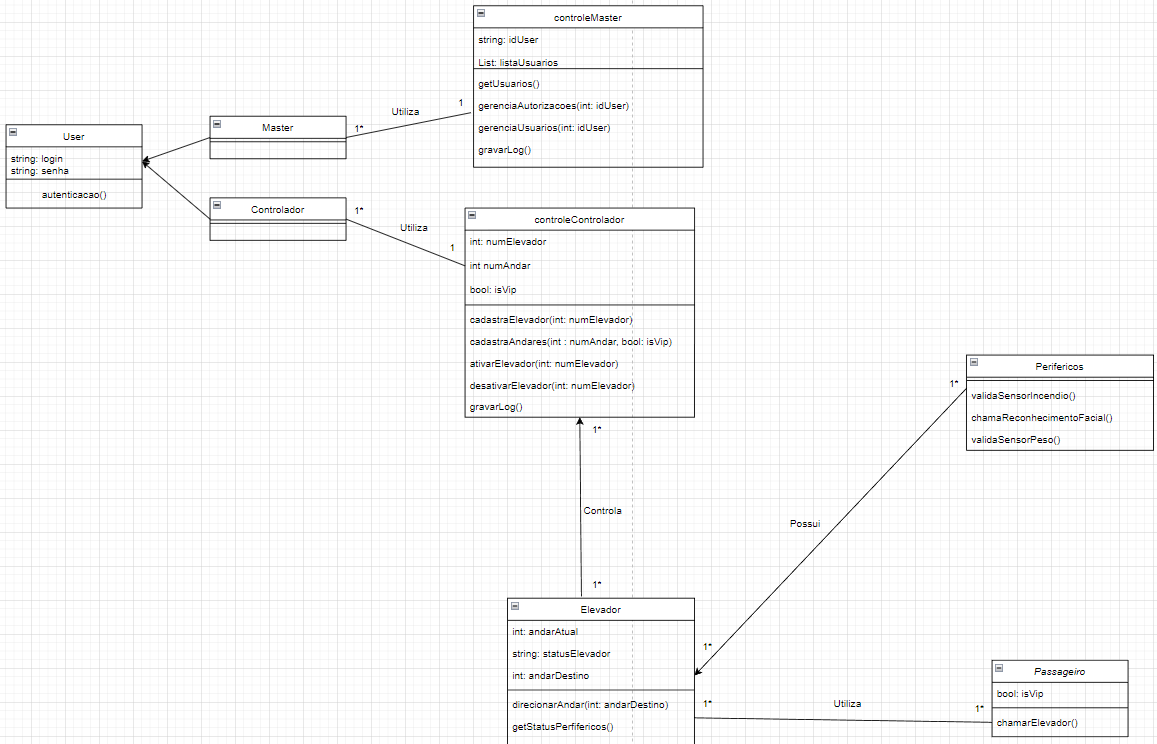 controleMaster
string: idUser
List: listaUsuarios
getUsuarios()
gerenciaAutorizacoes(int: idUser)
gerenciaUsuarios(int: idUser)
gravarLog()
Utiliza
1
1*
Master
User
string: login
string: senha
autenticacao()
Controlador
1*
Utiliza
1
controleControlador
int: numElevador
int numAndar
bool: isVip
cadastraElevador(int: numElevador)
cadastraAndares(int : numAndar, bool: isVip)
ativarElevador(int: numElevador)
desativarElevador(int: numElevador)
gravarLog()
1*
Controla
1*
Perifericos
1*
validaSensorIncendio()
chamaReconhecimentoFacial()
validaSensorPeso()
Possui
1*
Elevador
int: andarAtual
string: statusElevador
int: andarDestino
direcionarAndar(int: andarDestino)
getStatusPerfifericos()
1*
Utiliza
1*
Passageiro
bool: isVip
chamarElevador()